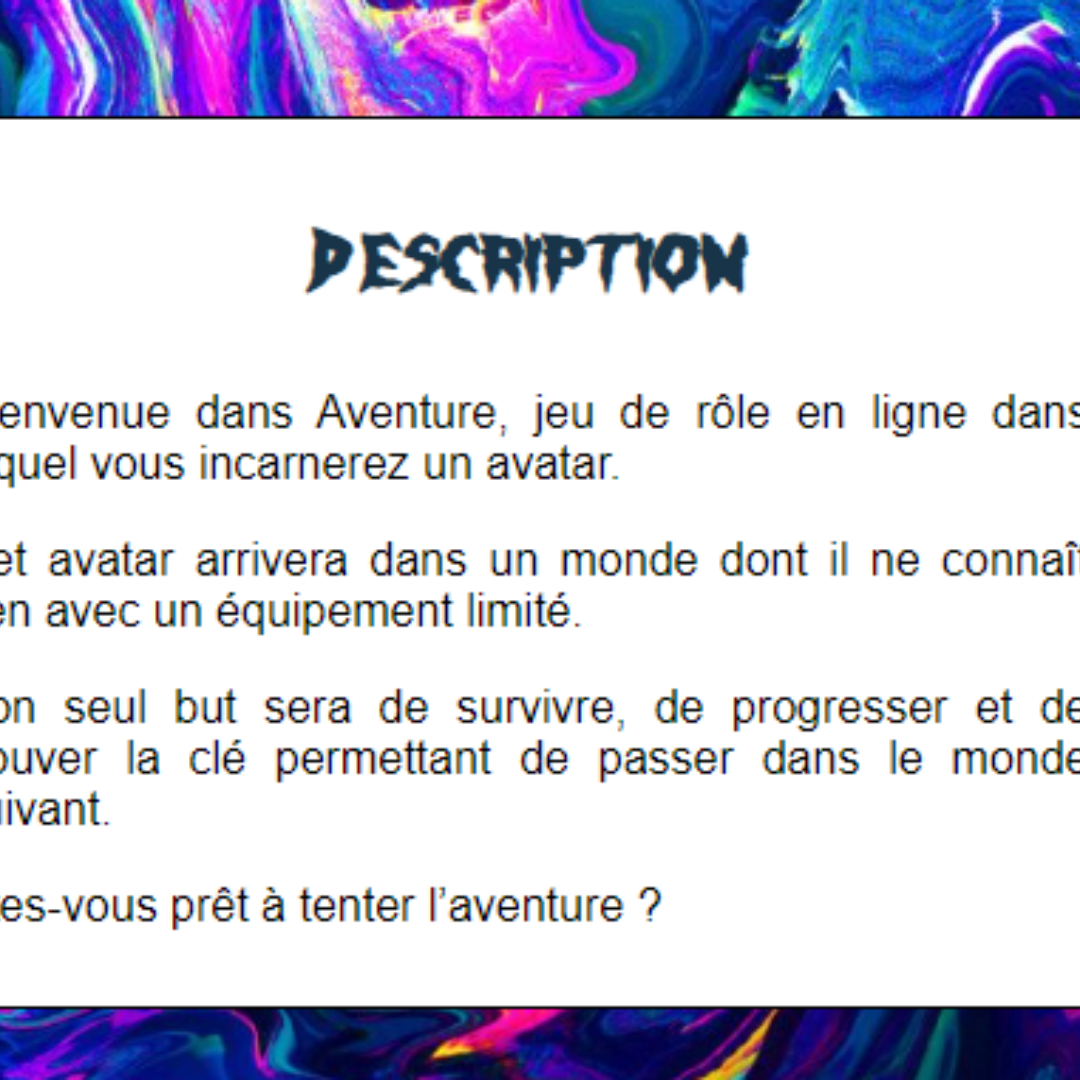 DESCRIPTION
envenue dans Aventure, jeu de rôle en ligne dans
quel vous incarnerez un avatar.
et avatar arrivera dans un monde dont il ne connaît
en avec un équipement limité.
on seul but sera de survivre, de progresser et de
ouver la clé permettant de passer dans le monde
ivant.
es-vous prêt à tenter l’aventure ?